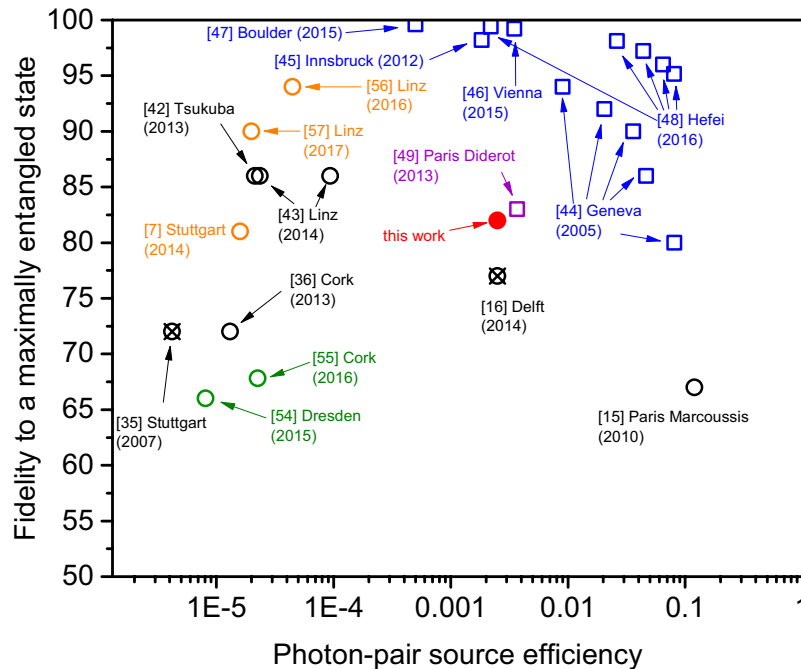 100
95
90
85
80
75
70
65
60
55
50
Fidelity to a maximally entangled state
[47] Boulder (2015)
[45] Innsbruck (2012)
[56] Linz
(2016)
[46] Vienna
(2015)
[48] Hefei
(2016)
[42] Tsukuba
(2013)
[57] Linz
(2017)
[49] Paris Diderot
(2013)
[43] Linz
(2014)
[44] Geneva
(2005)
[7] Stuttgart
(2014)
this work
[36] Cork
(2013)
[16] Delft
(2014)
[55] Cork
(2016)
[54] Dresden
(2015)
[35] Stuttgart
(2007)
[15] Paris Marcoussis
(2010)
1E-5 1E-4 0.001 0.01 0.1 1
Photon-pair source efficiency